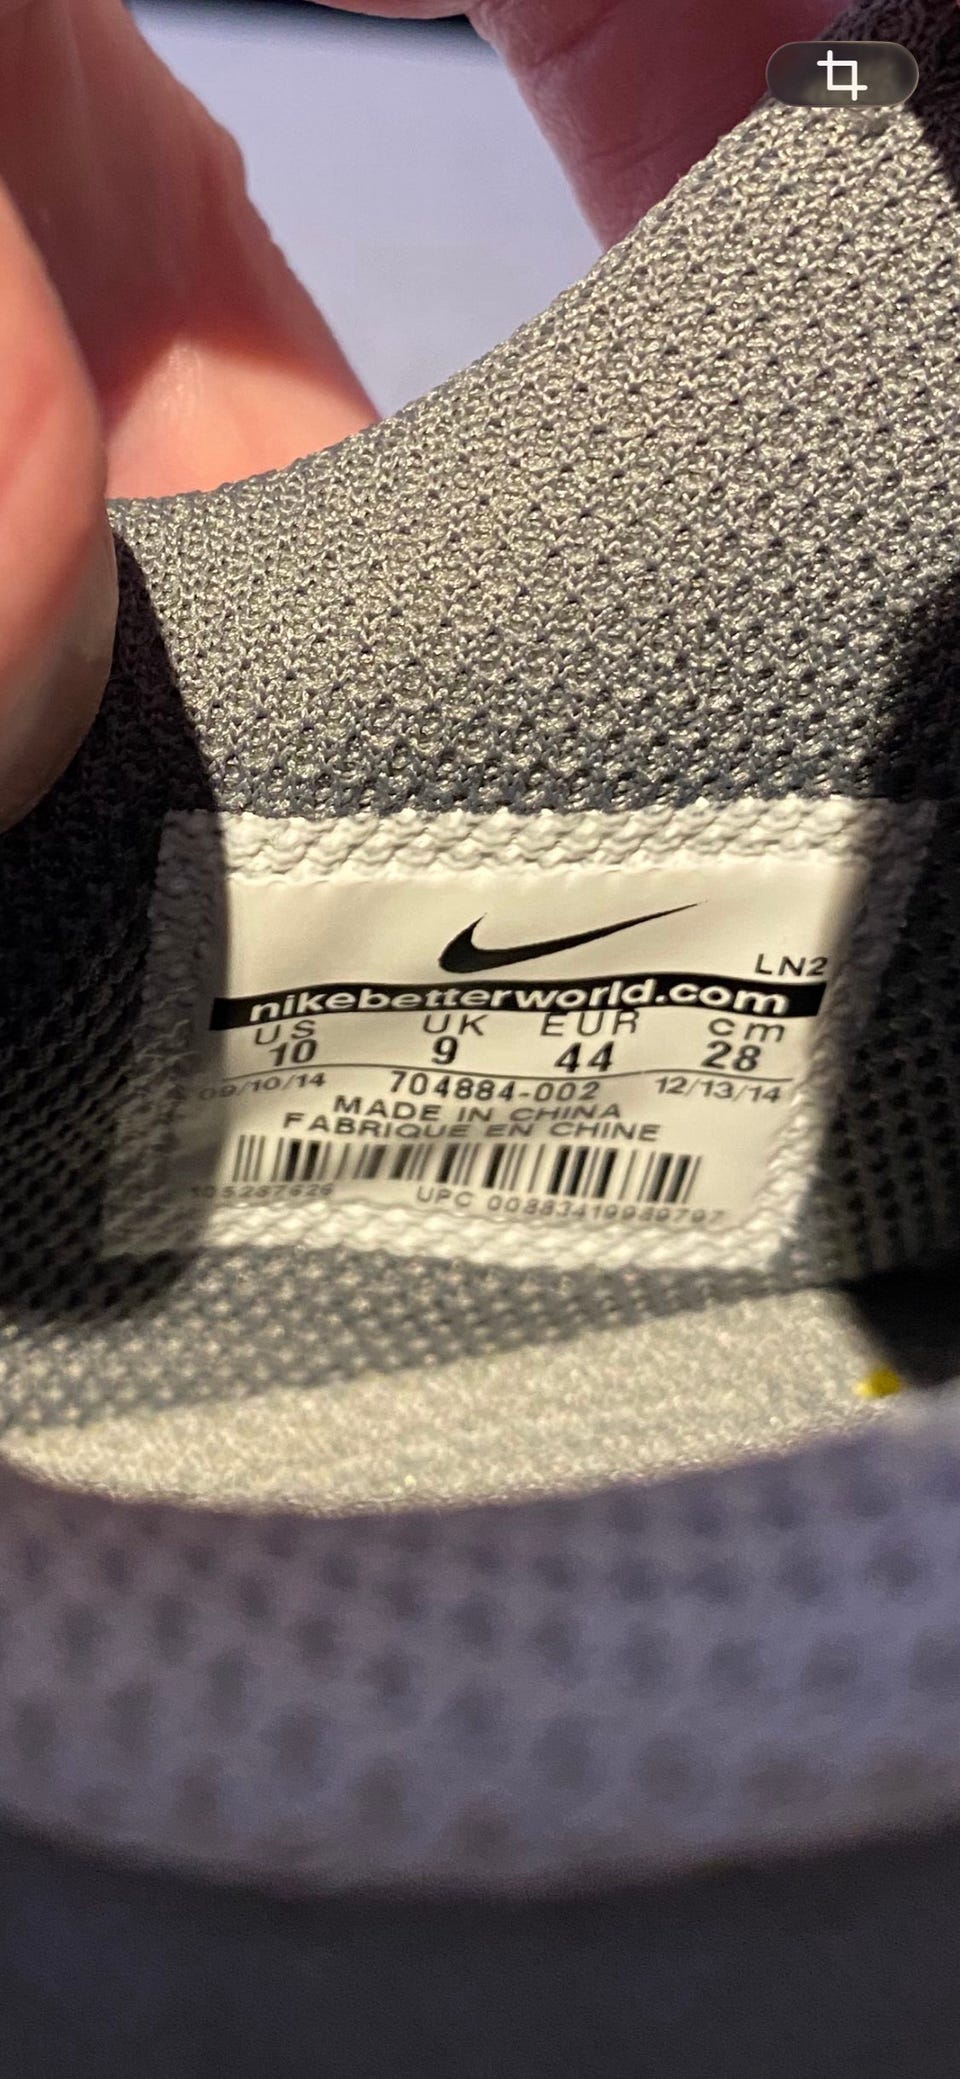 LN2
nikebetterworld.com
US UK EUR cm
10 9 44 28
09/10/14 704884-002 12/13/14
MADE IN CHINA
FABRIQUE EN CHINE
UPC 00883419989797